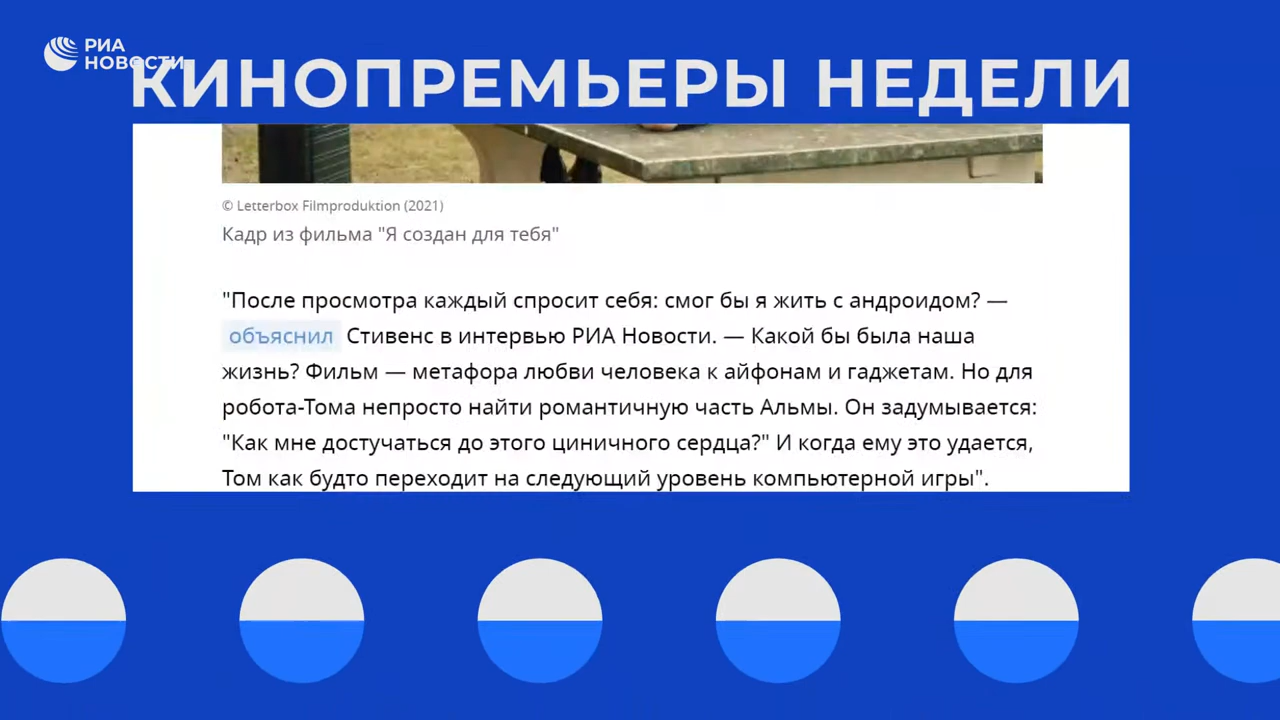 РИА
НОВОСТИ
КИНОПРЕМЬЕРЫ НЕДЕЛИ
© Letterbox Filmproduktion (2021)
Кадр из фильма "Я создан для тебя"
"После просмотра каждый спросит себя: смог бы я жить с андроидом? —
объяснил Стивенс в интервью РИА Новости. — Какой бы была наша
жизнь? Фильм — метафора любви человека к айфонам и гаджетам. Но для
робота-Тома непросто найти романтичную часть Альмы. Он задумывается:
"Как мне достучаться до этого циничного сердца?" И когда ему это удается,
Том как будто переходит на следующий уровень компьютерной игры".